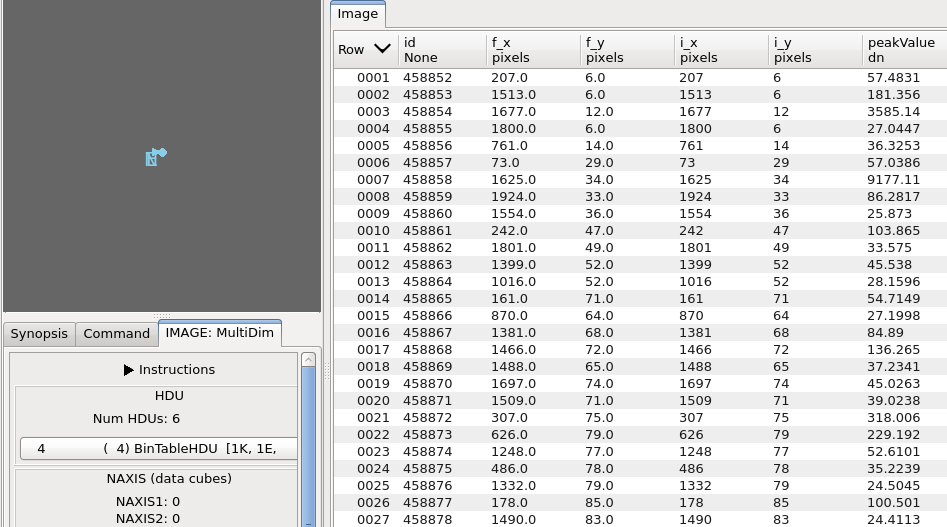 Image
Row id f_x f_y i_x i_y peakValue
None pixels pixels pixels pixels dn
0001 458852 207.0 6.0 207 6 57.4831
0002 458853 1513.0 6.0 1513 6 181.356
0003 458854 1677.0 12.0 1677 12 3585.14
0004 458855 1800.0 6.0 1800 6 27.0447
0005 458856 761.0 14.0 761 14 36.3253
0006 458857 73.0 29.0 73 29 57.0386
0007 458858 1625.0 34.0 1625 34 9177.11
0008 458859 1924.0 33.0 1924 33 86.2817
0009 458860 1554.0 36.0 1554 36 25.873
0010 458861 242.0 47.0 242 47 103.865
0011 458862 1801.0 49.0 1801 49 33.575
0012 458863 1399.0 52.0 1399 52 45.538
0013 458864 1016.0 52.0 1016 52 28.1596
0014 458865 161.0 71.0 161 71 54.7149
0015 458866 870.0 64.0 870 64 27.1998
0016 458867 1381.0 68.0 1381 68 84.89
0017 458868 1466.0 72.0 1466 72 136.265
0018 458869 1488.0 65.0 1488 65 37.2341
0019 458870 1697.0 74.0 1697 74 45.0263
0020 458871 1509.0 71.0 1509 71 39.0238
0021 458872 307.0 75.0 307 75 318.006
0022 458873 626.0 79.0 626 79 229.192
0023 458874 1248.0 77.0 1248 77 52.6101
0024 458875 486.0 78.0 486 78 35.2239
0025 458876 1332.0 79.0 1332 79 24.5045
0026 458877 178.0 85.0 178 85 100.501
0027 458878 1490.0 83.0 1490 83 24.4113
Synopsis Command IMAGE: MultiDim
Instructions
HDU
Num HDUs: 6
4 ( 4) BinTableHDU [1K, 1E,
NAXIS (data cubes)
NAXIS1: 0
NAXIS2: 0